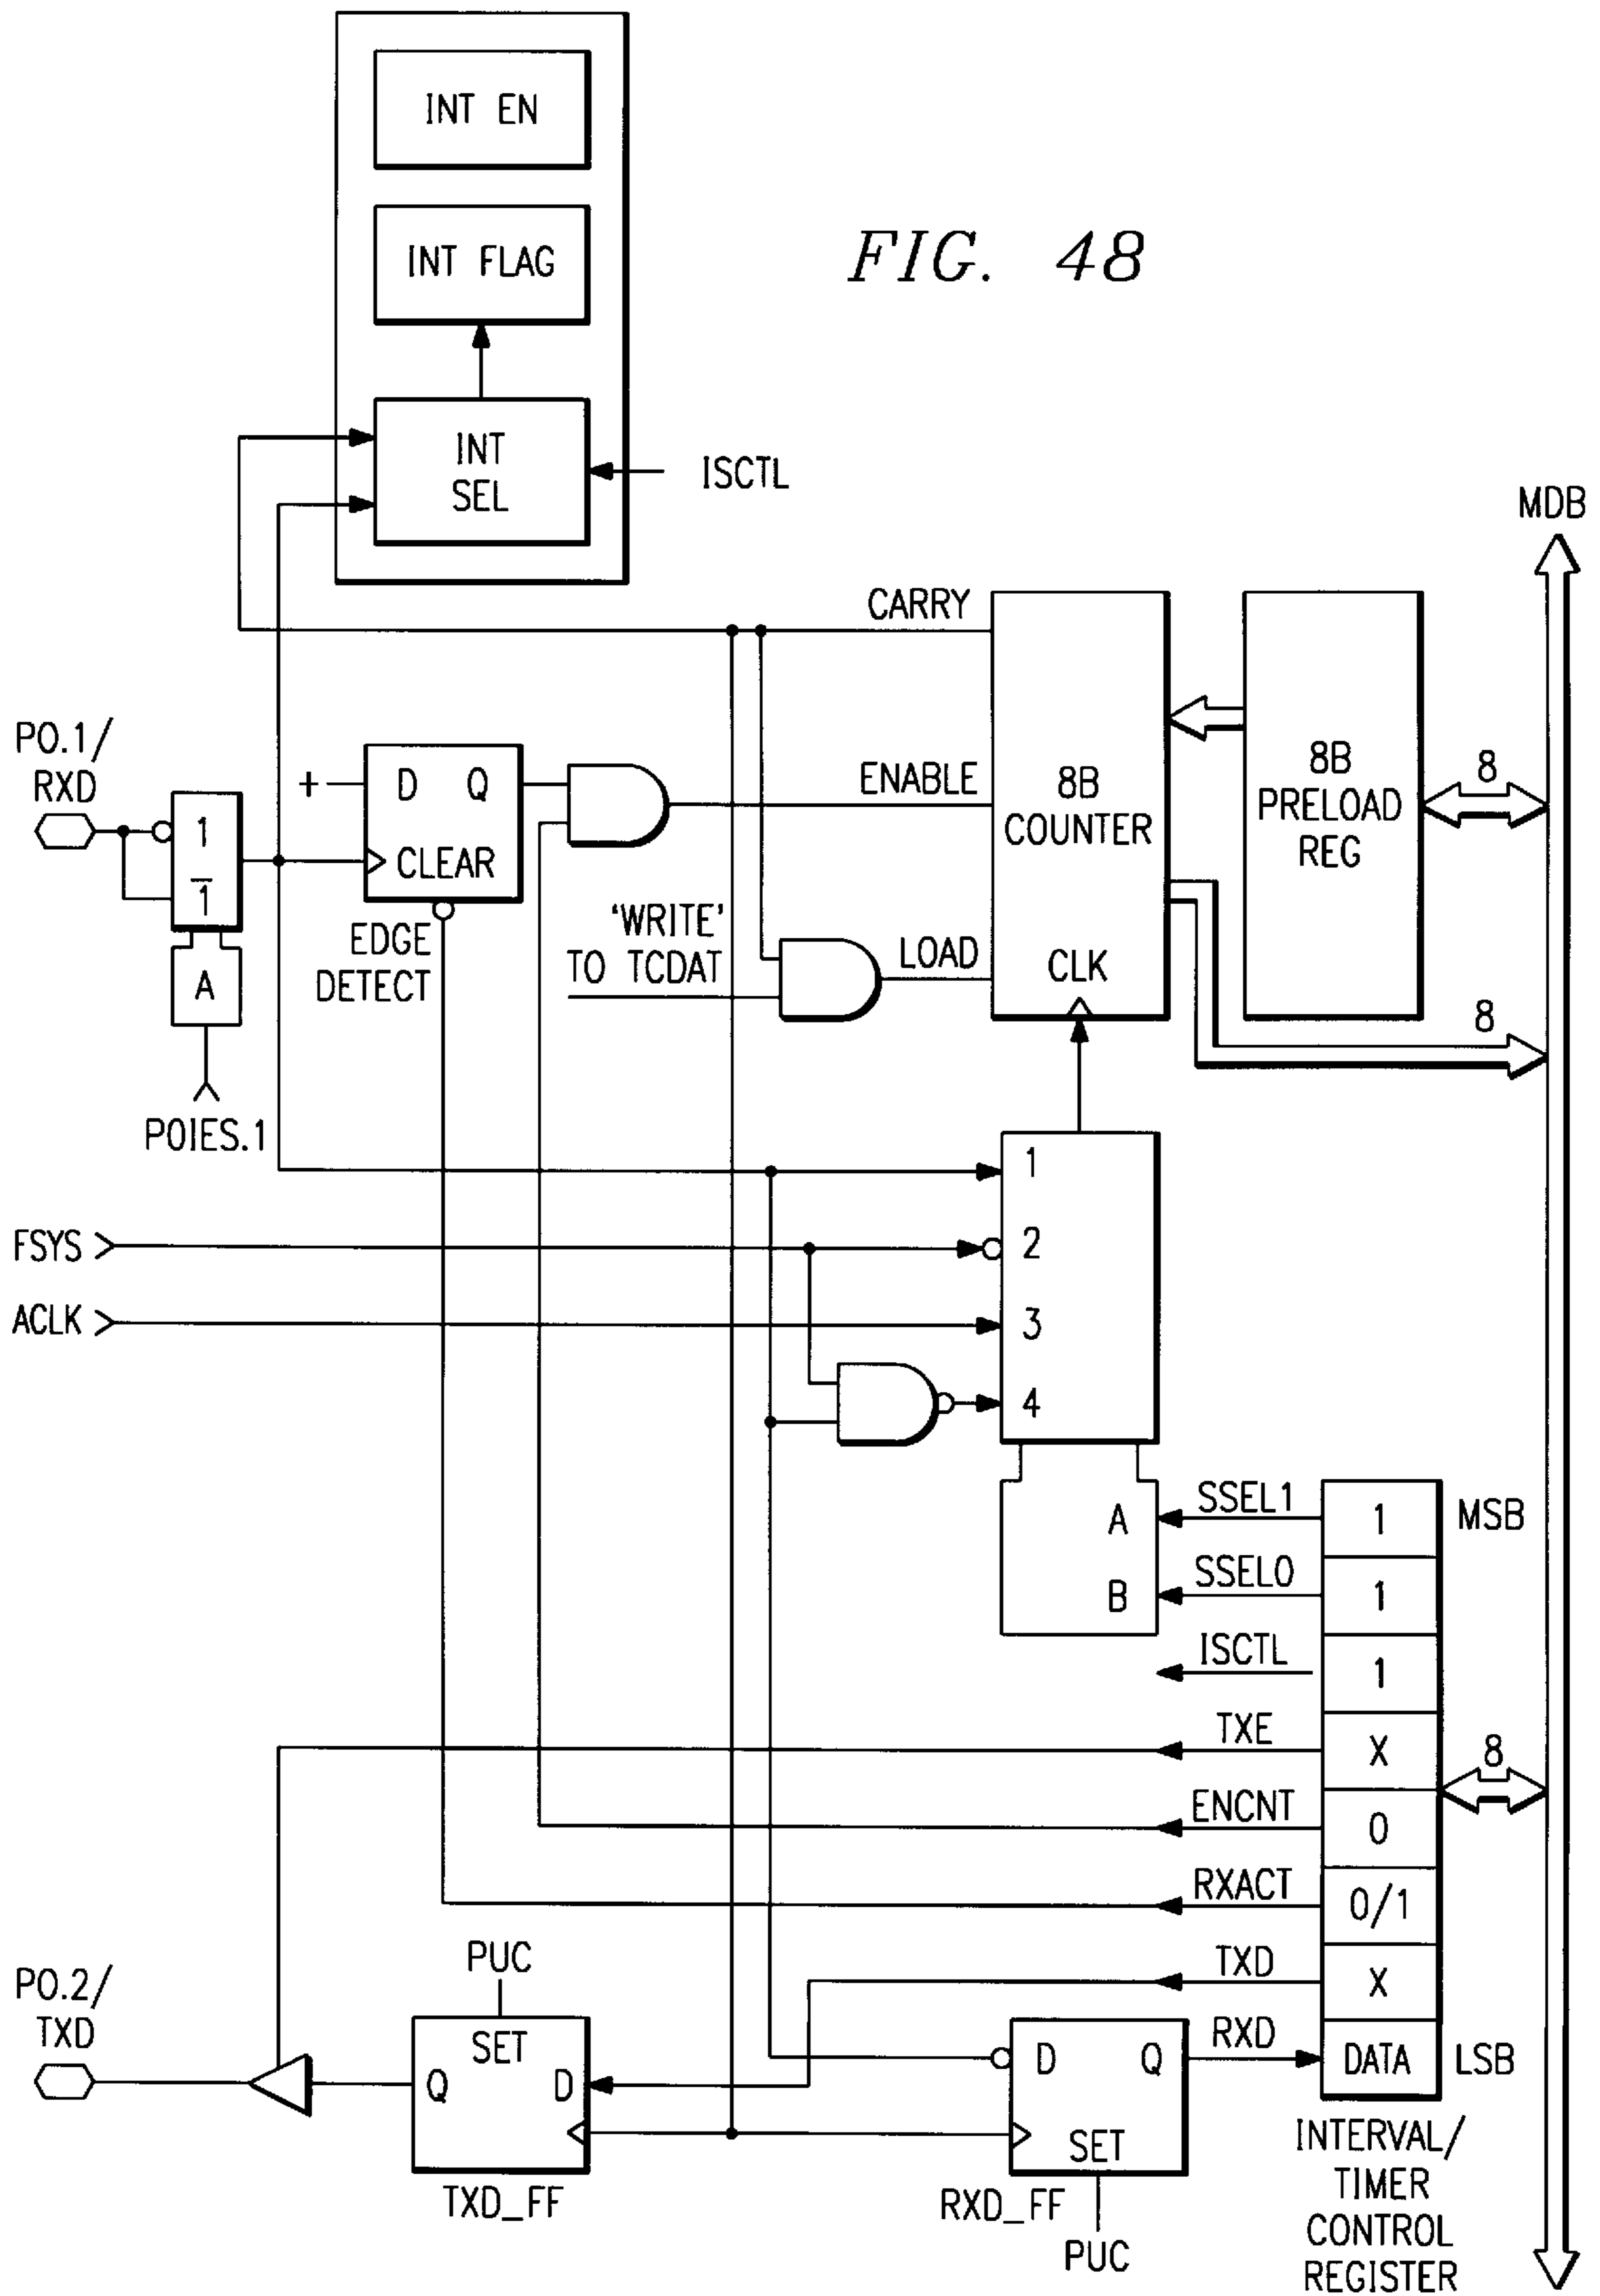 INT EN
INT FLAG
FIG. 48
INT
SEL
ISCTL
MDB
CARRY
PO.1/
RXD
+
D
Q
CLEAR
ENABLE
8B
COUNTER
8B
PRELOAD
REG
8
1
1
A
EDGE
DETECT
'WRITE'
TO TCDAT
LOAD
CLK
8
POIES.1
1
FSYS
2
ACLK
3
4
A
B
SSEL1
1
MSB
SSEL0
1
ISCTL
1
TXE
X
8
ENCNT
0
RXACT
0/1
TXD
X
PO.2/
TXD
PUC
SET
Q
D
TXD_FF
D
Q
SET
RXD_FF
PUC
RXD
DATA
LSB
INTERVAL/
TIMER
CONTROL
REGISTER